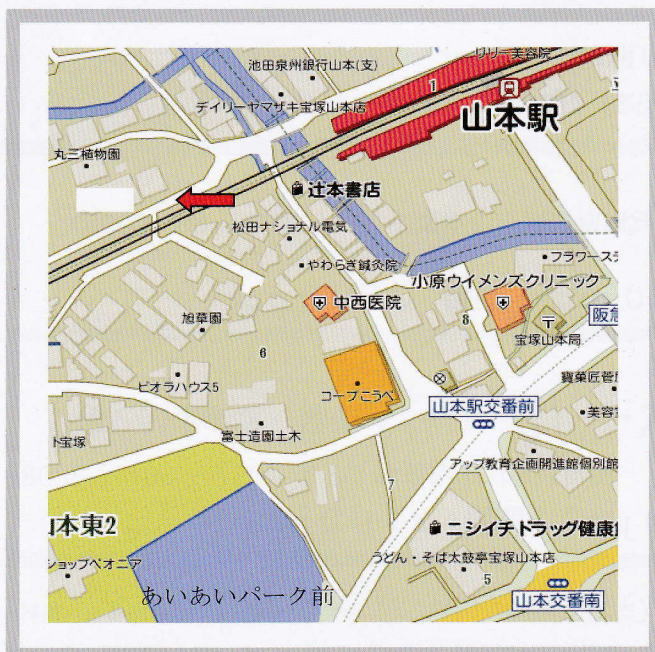 リリー美容院
池田泉州銀行山本(支)
1
デイリーヤマザキ宝塚山本店
山本駅
丸三植物園
辻本書店
松田ナショナル電気
やわらぎ鍼灸院
フラワーステ
小原ウイメンズクリニック
中西医院
阪急
旭草園
8
宝塚山本局
6
寶菓匠菅屋
ビオラハウス5
コープこうべ
山本駅交番前
美容室
富士造園土木
ト宝塚
アップ教育企画開進館個別館
7
山本東2
ニシイチドラッグ健康館
うどん・そば太鼓亭宝塚山本店
ショップペオニア
5
あいあいパーク前
山本交番南